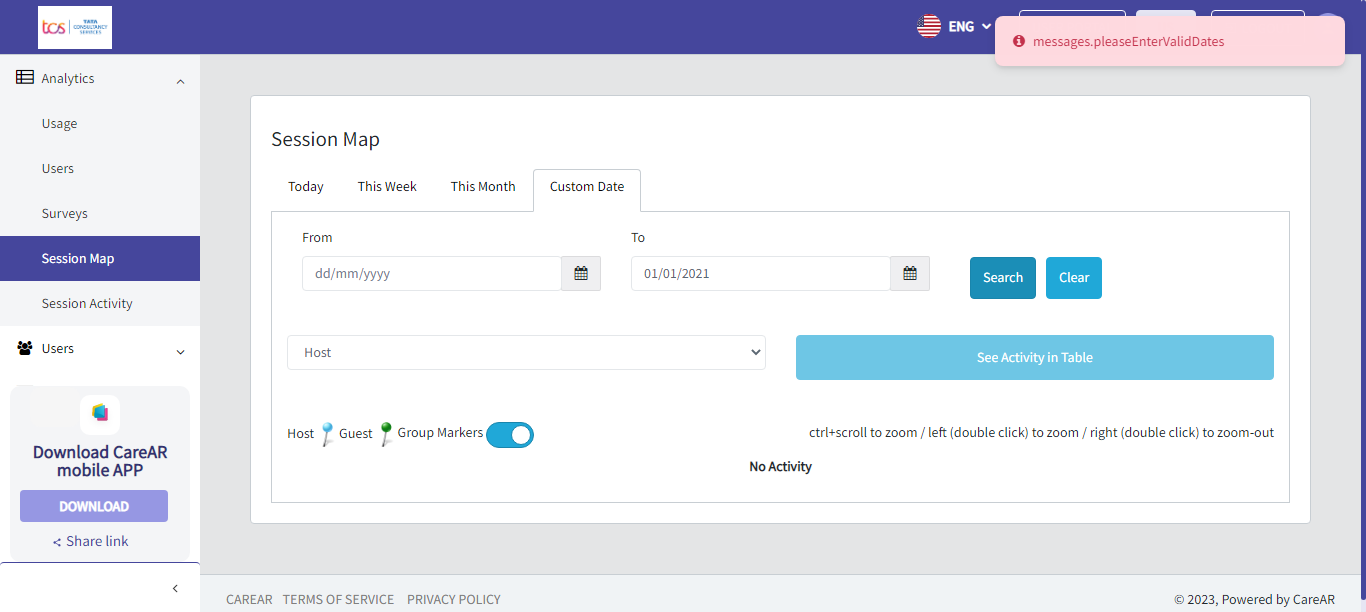 tcs TATA CONSULTANCY SERVICES
ENG
messages.pleaseEnterValidDates
Analytics
Usage
Users
Surveys
Session Map
Session Activity
Users
Download CareAR
mobile APP
DOWNLOAD
Share link
Session Map
Today This Week This Month Custom Date
From To
dd/mm/yyyy 01/01/2021 Search Clear
Host See Activity in Table
Host Guest Group Markers ctrl+scroll to zoom / left (double click) to zoom / right (double click) to zoom-out
No Activity
CAREAR TERMS OF SERVICE PRIVACY POLICY © 2023, Powered by CareAR